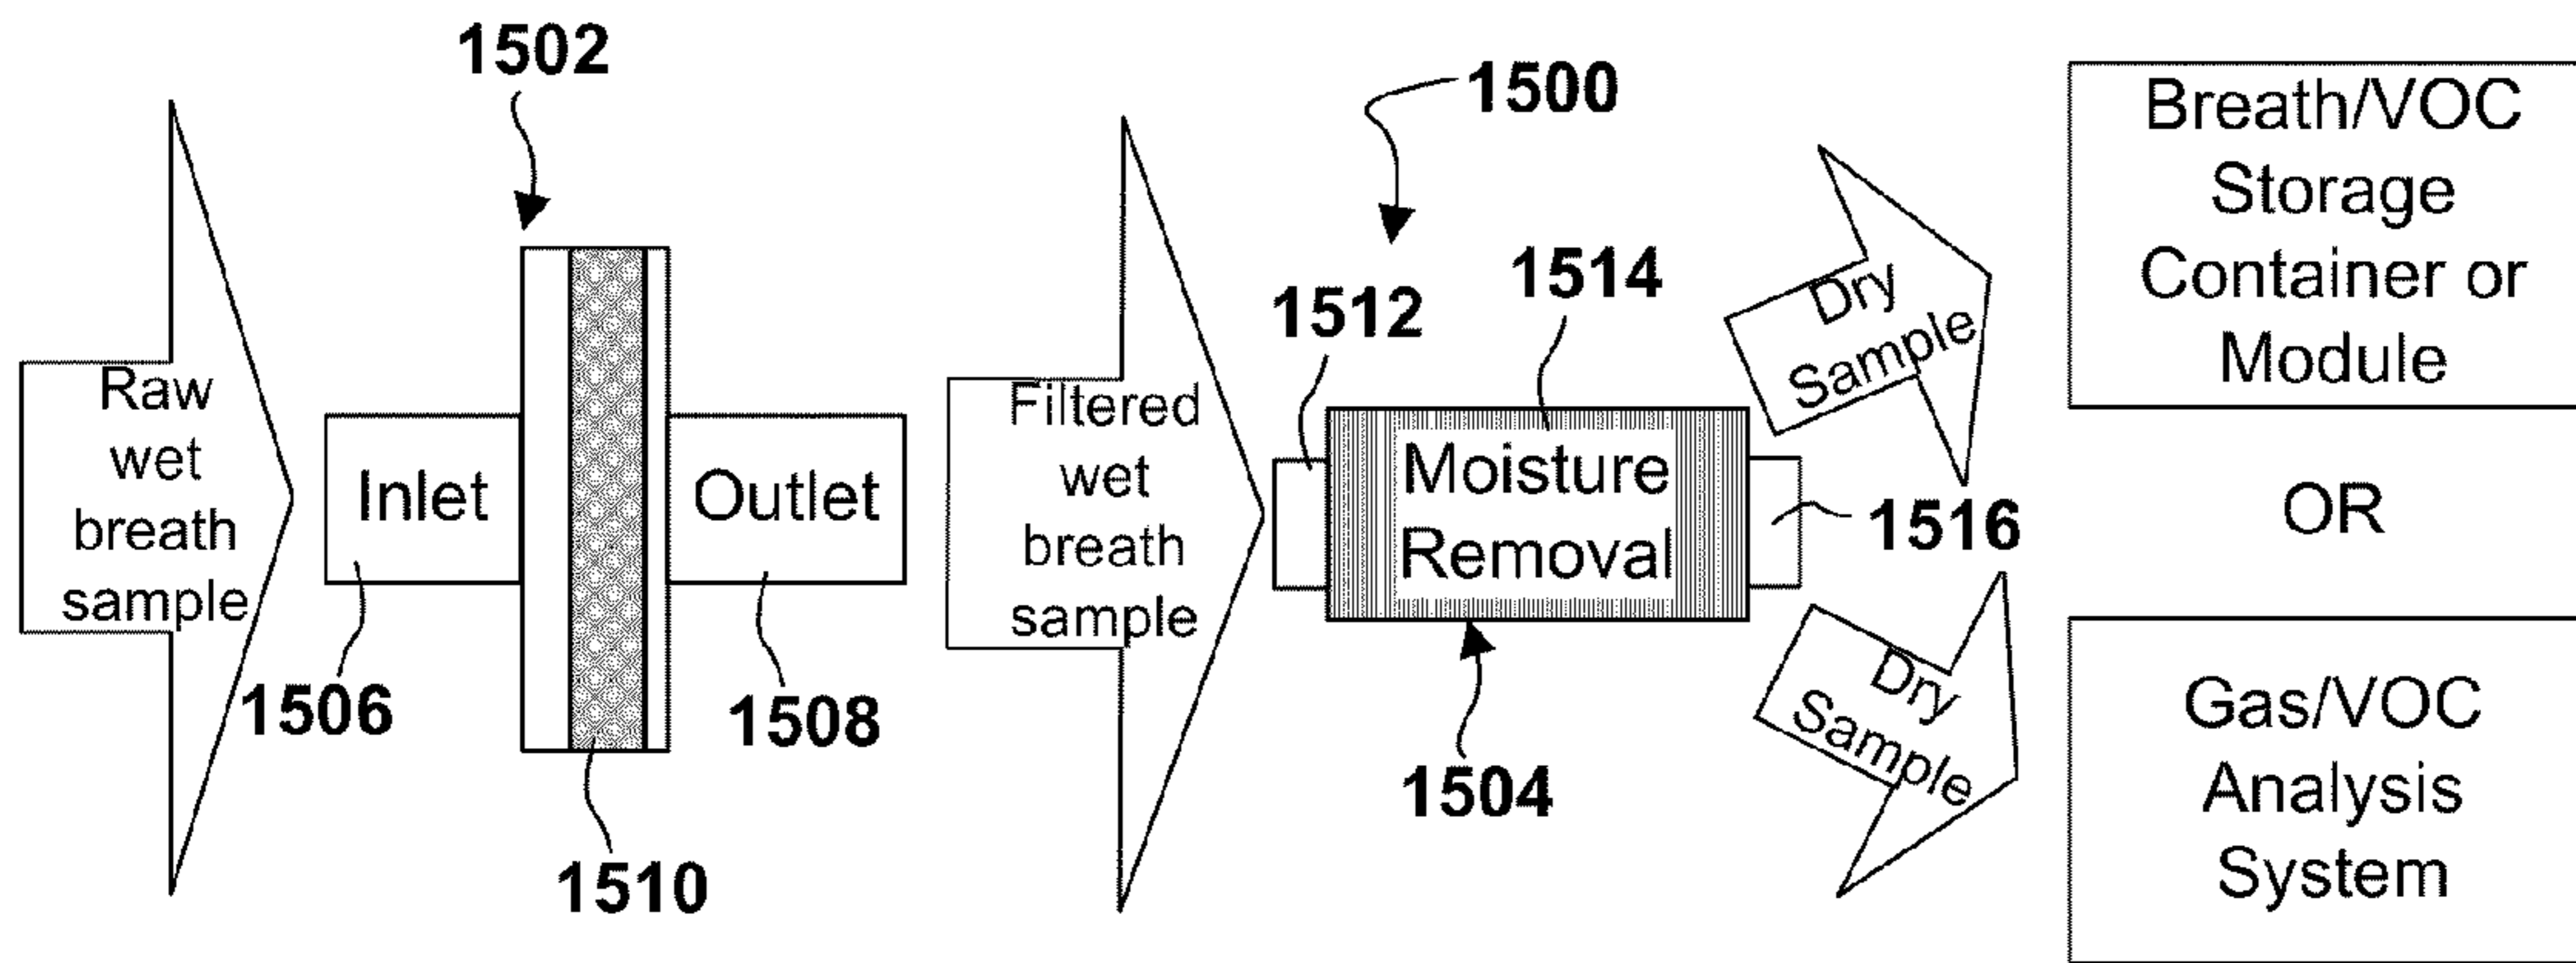 1502
1500
1512
1514
Raw
wet
breath
sample
Inlet
Outlet
1506
1508
1510
Filtered
wet
breath
sample
Moisture
Removal
1516
1504
Dry
Sample
Dry
Sample
Breath/VOC
Storage
Container or
Module
OR
Gas/VOC
Analysis
System